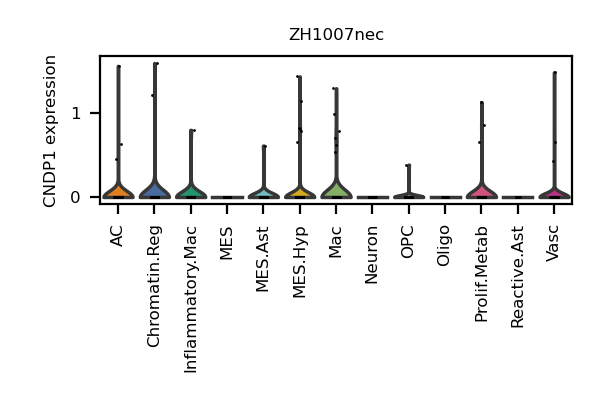 ZH1007nec
CNDP1 expression
1
0
AC
Chromatin.Reg
Inflammatory.Mac
MES
MES.Ast
MES.Hyp
Mac
Neuron
OPC
Oligo
Prolif.Metab
Reactive.Ast
Vasc